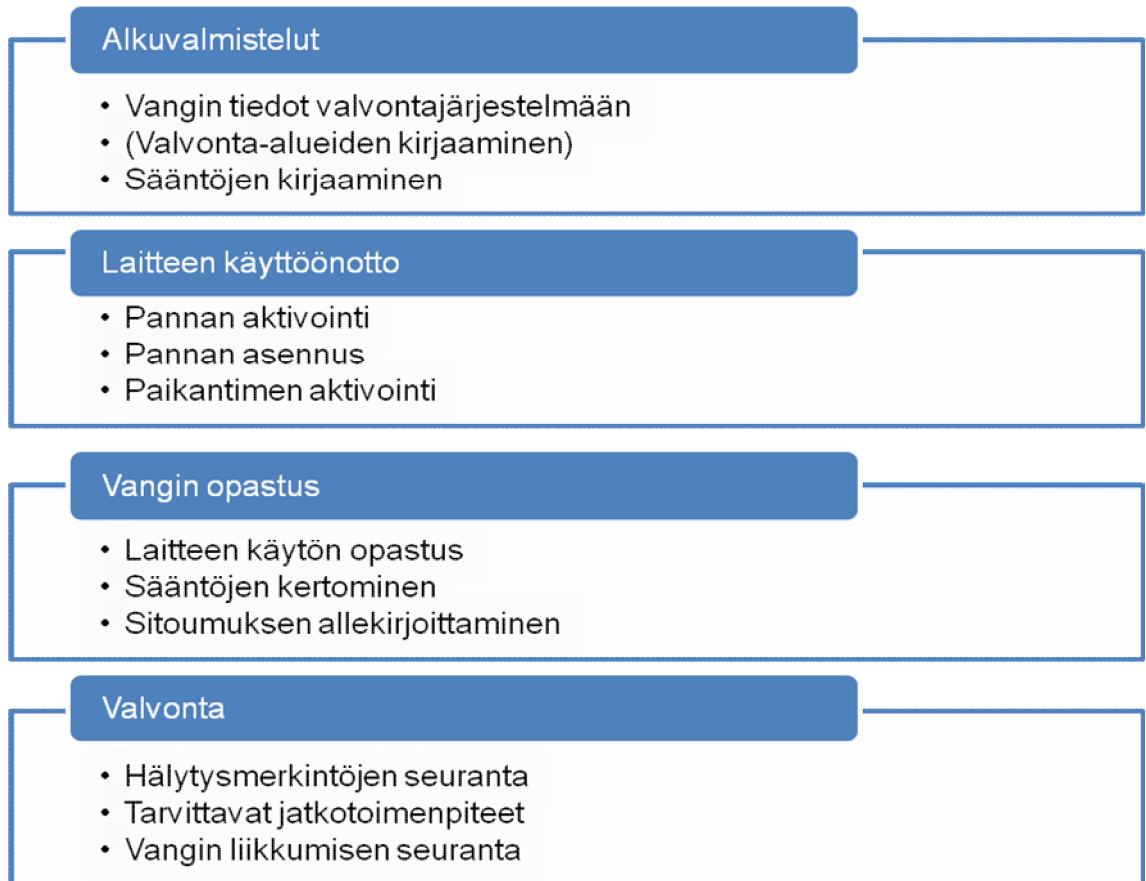 Alkuvalmistelut
• Vangin tiedot valvontajärjestelmään
• (Valvonta-alueiden kirjaaminen)
• Sääntöjen kirjaaminen
Laitteen käyttöönotto
• Pannan aktivointi
• Pannan asennus
• Paikantimen aktivointi
Vangin opastus
• Laitteen käytön opastus
• Sääntöjen kertominen
• Sitoumuksen allekirjoittaminen
Valvonta
• Hälytysmerkintöjen seuranta
• Tarvittavat jatkotoimenpiteet
• Vangin liikkumisen seuranta